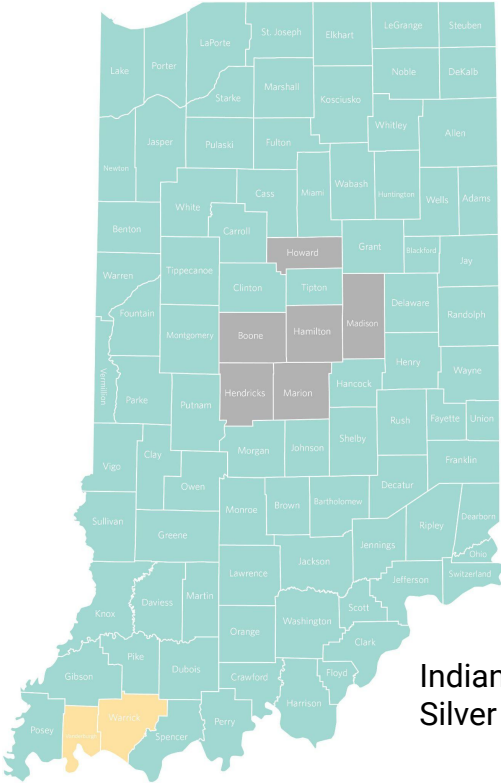 St. Joseph
Elkhart
LeGrange
Steuben
LaPorte
Porter
Lake
Noble
DeKalb
Marshall
Starke
Kosciusko
Whitley
Allen
Jasper
Pulaski
Fulton
Newton
Wabash
Miami
Huntington
Wells
Adams
Cass
White
Carroll
Benton
Howard
Grant
Blackford
Jay
Warren
Tippecanoe
Clinton
Tipton
Delaware
Fountain
Randolph
Montgomery
Boone
Hamilton
Madison
Henry
Wayne
Vermillion
Parke
Putnam
Hendricks
Marion
Hancock
Rush
Fayette
Union
Shelby
Morgan
Johnson
Clay
Vigo
Franklin
Owen
Decatur
Monroe
Brown
Bartholomew
Sullivan
Greene
Ripley
Dearborn
Jennings
Ohio
Jackson
Lawrence
Jefferson
Switzerland
Martin
Daviess
Knox
Scott
Washington
Orange
Clark
Pike
Dubois
Gibson
Crawford
Floyd
Harrison
Warrick
Perry
Posey
Spencer
Indian
Silver